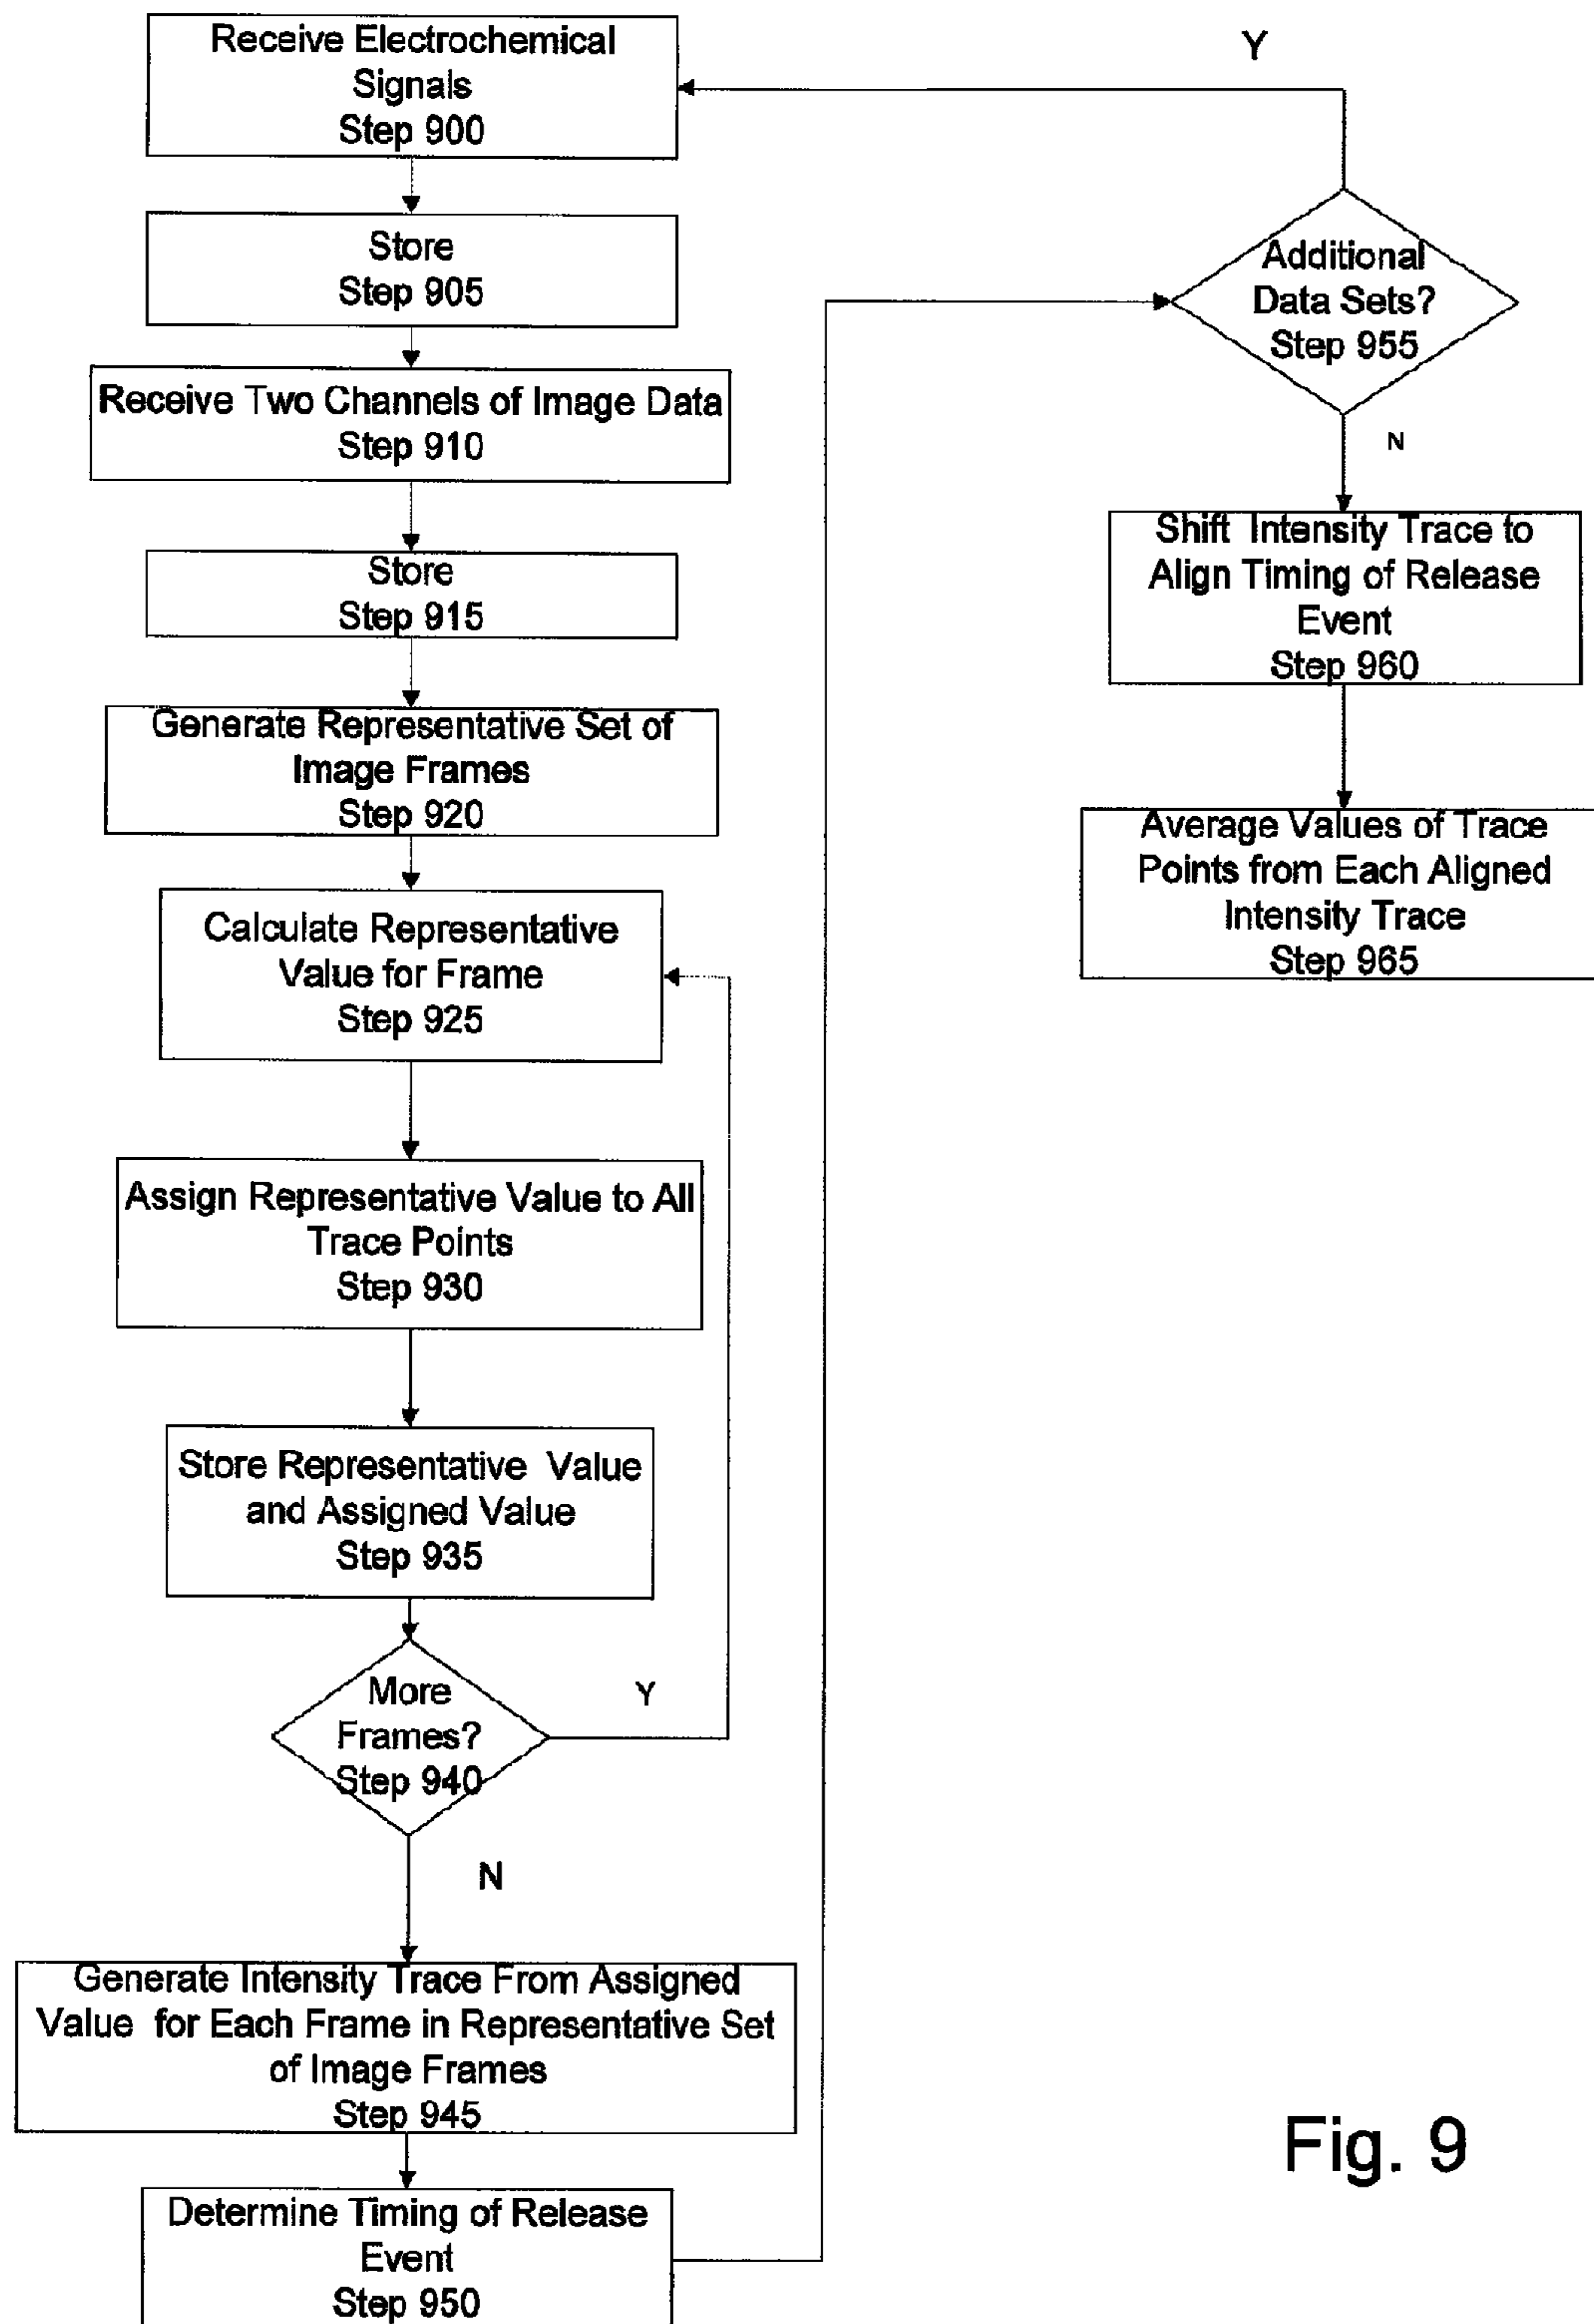 Receive Electrochemical
Signals
Step 900
Store
Step 905
Receive Two Channels of Image Data
Step 910
Store
Step 915
Generate Representative Set of
Image Frames
Step 920
Calculate Representative
Value for Frame
Step 925
Assign Representative Value to All
Trace Points
Step 930
Store Representative Value
and Assigned Value
Step 935
More
Frames?
Step 940
Y
N
Generate Intensity Trace From Assigned
Value for Each Frame in Representative Set
of Image Frames
Step 945
Determine Timing of Release
Event
Step 950
Y
Additional
Data Sets?
Step 955
N
Shift Intensity Trace to
Align Timing of Release
Event
Step 960
Average Values of Trace
Points from Each Aligned
Intensity Trace
Step 965
Fig. 9